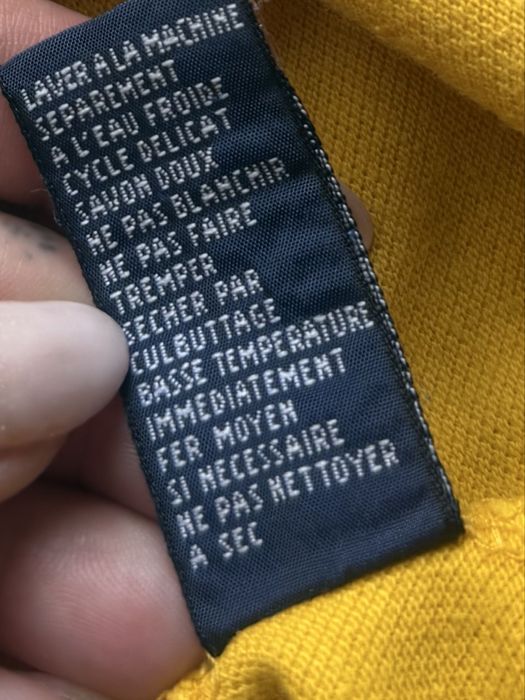 LAVER A LA MACHINE
SEPAREMENT
A L'EAU FROIDE
CYCLE DELICAT
SAVON DOUX
NE PAS BLANCHIR
NE PAS FAIRE
TREMPER
SECHER PAR
CULBUTTAGE
BASSE TEMPERATURE
IMMEDIATEMENT
FER MOYEN
SI NECESSAIRE
NE PAS NETTOYER
A SEC